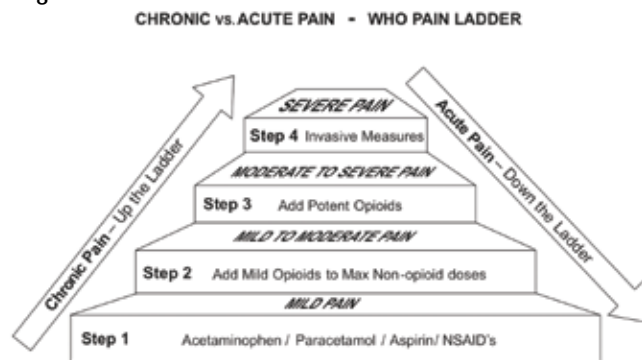 CHRONIC vs. ACUTE PAIN - WHO PAIN LADDER
SEVERE PAIN
Step 4 Invasive Measures
MODERATE TO SEVERE PAIN
Step 3 Add Potent Opioids
MILD TO MODERATE PAIN
Step 2 Add Mild Opioids to Max Non-opioid doses
MILD PAIN
Step 1 Acetaminophen / Paracetamol / Aspirin/ NSAID's
Chronic Pain – Up the Ladder
Acute Pain – Down the Ladder